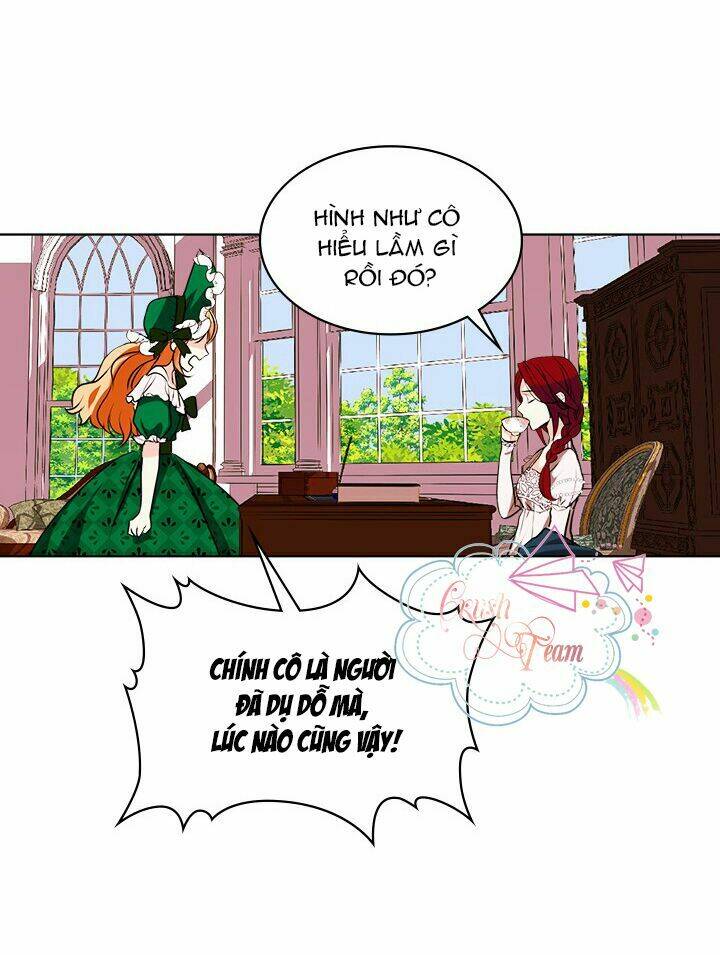 HÌNH NHƯ CÔ
HIỂU LẦM GÌ
RỒI ĐÓ?
Crush
Team
CHÍNH CÔ LÀ NGƯỜI
ĐÃ DỤ DỖ MÀ,
LÚC NÀO CŨNG VẬY!